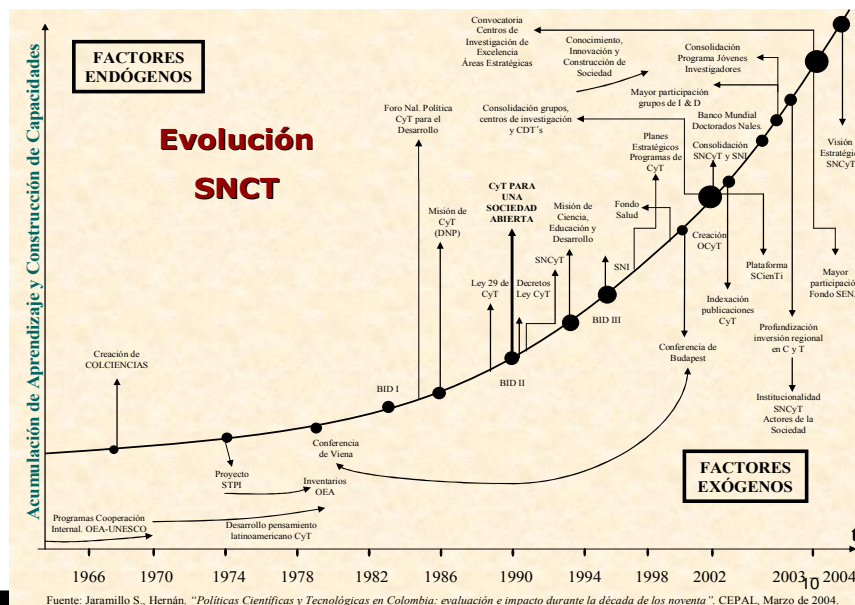 Acumulación de Aprendizaje y Construcción de Capacidades
FACTORES
ENDÓGENOS
Evolución
SNCT
Convocatoria
Centros de
Investigación de
Excelencia
Áreas Estratégicas
Conocimiento,
Innovación y
Construcción de
Sociedad
Consolidación
Programa Jóvenes
Investigadores
Mayor participación
grupos de I & D
Foro Nal. Política
CyT para el
Desarrollo
Consolidación grupos,
centros de investigación
y CDT´s
Banco Mundial
Doctorados Nales.
Planes
Estratégicos
Programas de
CyT
Consolidación
SNCyT y SNI
Visión
Estratégi
SNCyT
CyT PARA
UNA
SOCIEDAD
ABIERTA
Misión de
CyT
(DNP)
Misión de
Ciencia,
Educación y
Desarrollo
Fondo
Salud
Creación
OCyT
SNCyT
SNI
Ley 29 de
CyT
Decretos
Ley CyT
Plataforma
SCienTi
Mayor
participació
Fondo SENA
Indexación
publicaciones
CyT
BID III
Profundización
inversión regional
en C y T
Creación de
COLCIENCIAS
Conferencia de
Budapest
BID I
BID II
Institucionalidad
SNCyT
Actores de la
Sociedad
Conferencia
de Viena
Proyecto
STPI
Inventarios
OEA
FACTORES
EXÓGENOS
Programas Cooperación
Internal. OEA-UNESCO
Desarrollo pensamiento
latinoamericano CyT
t
1966 1970 1974 1978 1982 1986 1990 1994 1998 2002 2003 2004
10
Fuente: Jaramillo S., Hernán. “Políticas Científicas y Tecnológicas en Colombia: evaluación e impacto durante la década de los noventa”. CEPAL, Marzo de 2004.